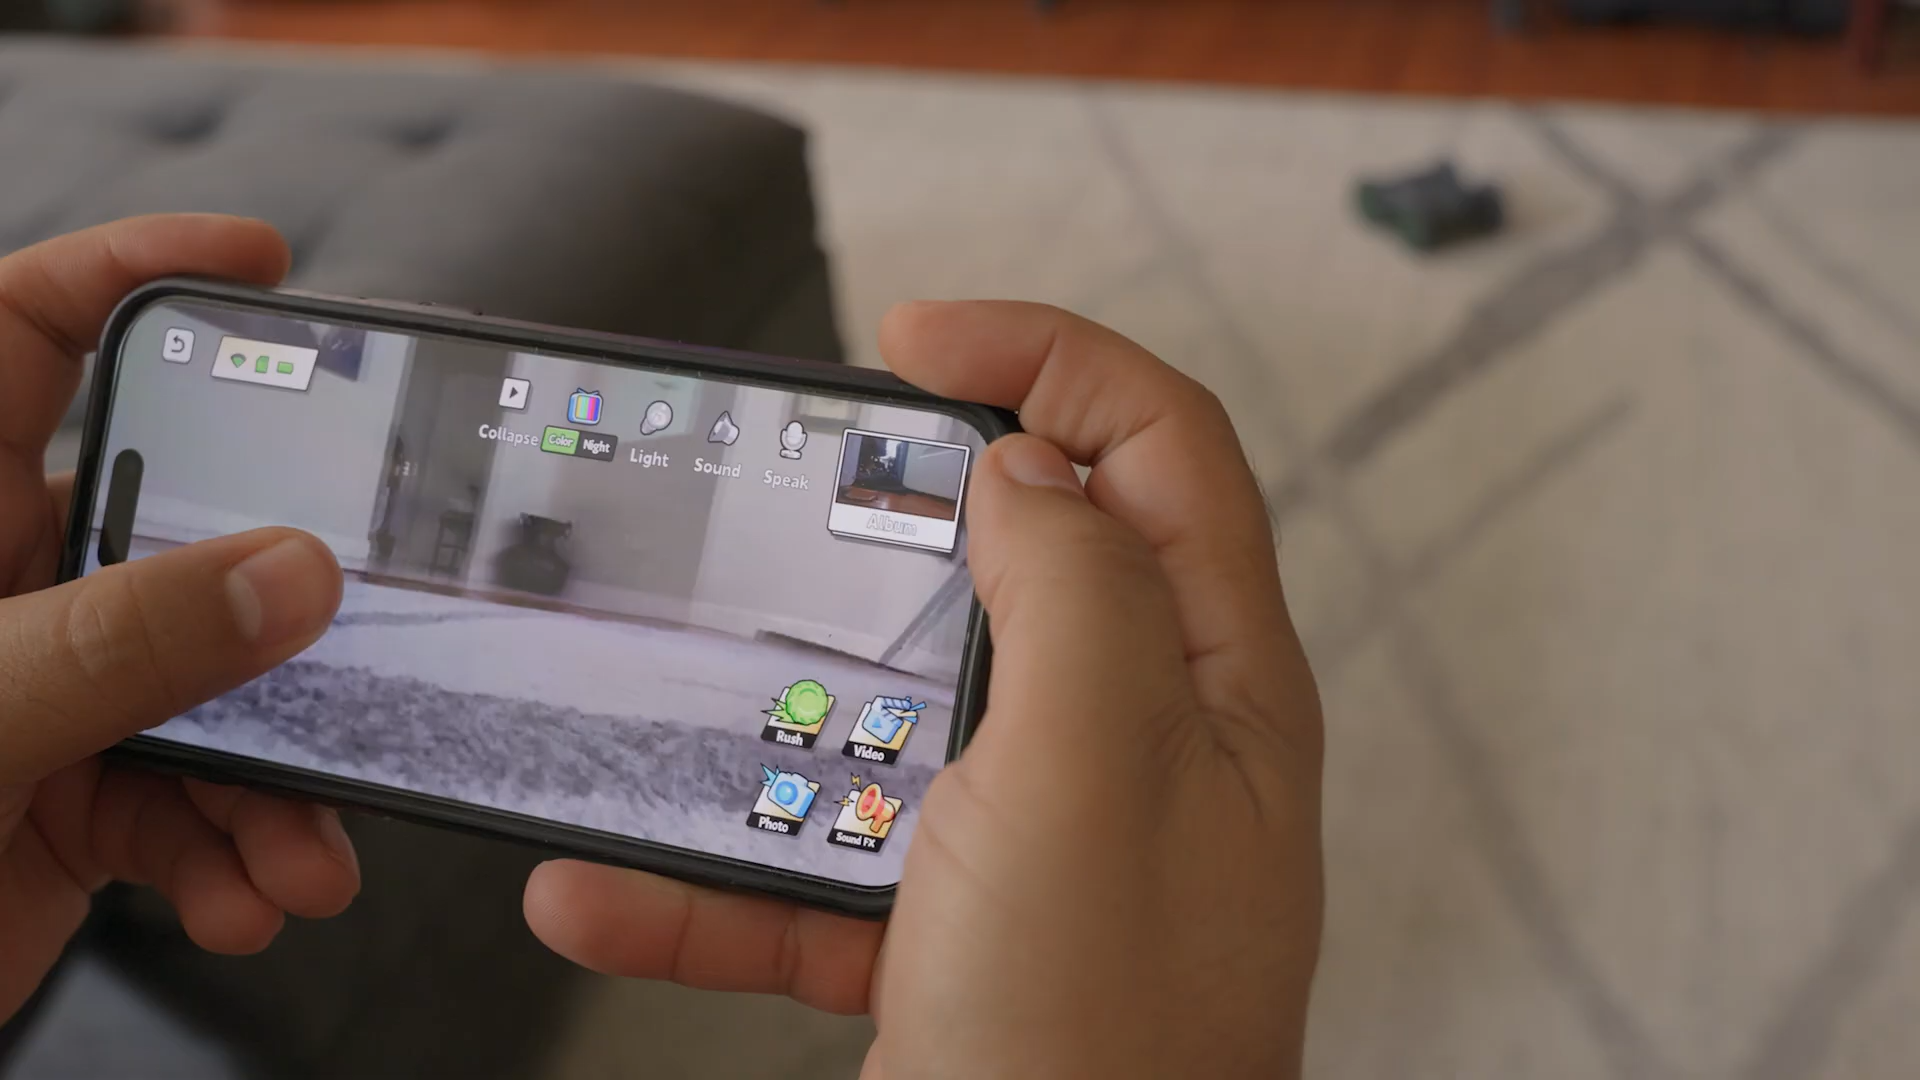 Collapse
Color Night
Light
Sound
Speak
Album
Rush
Video
Photo
Sound FX